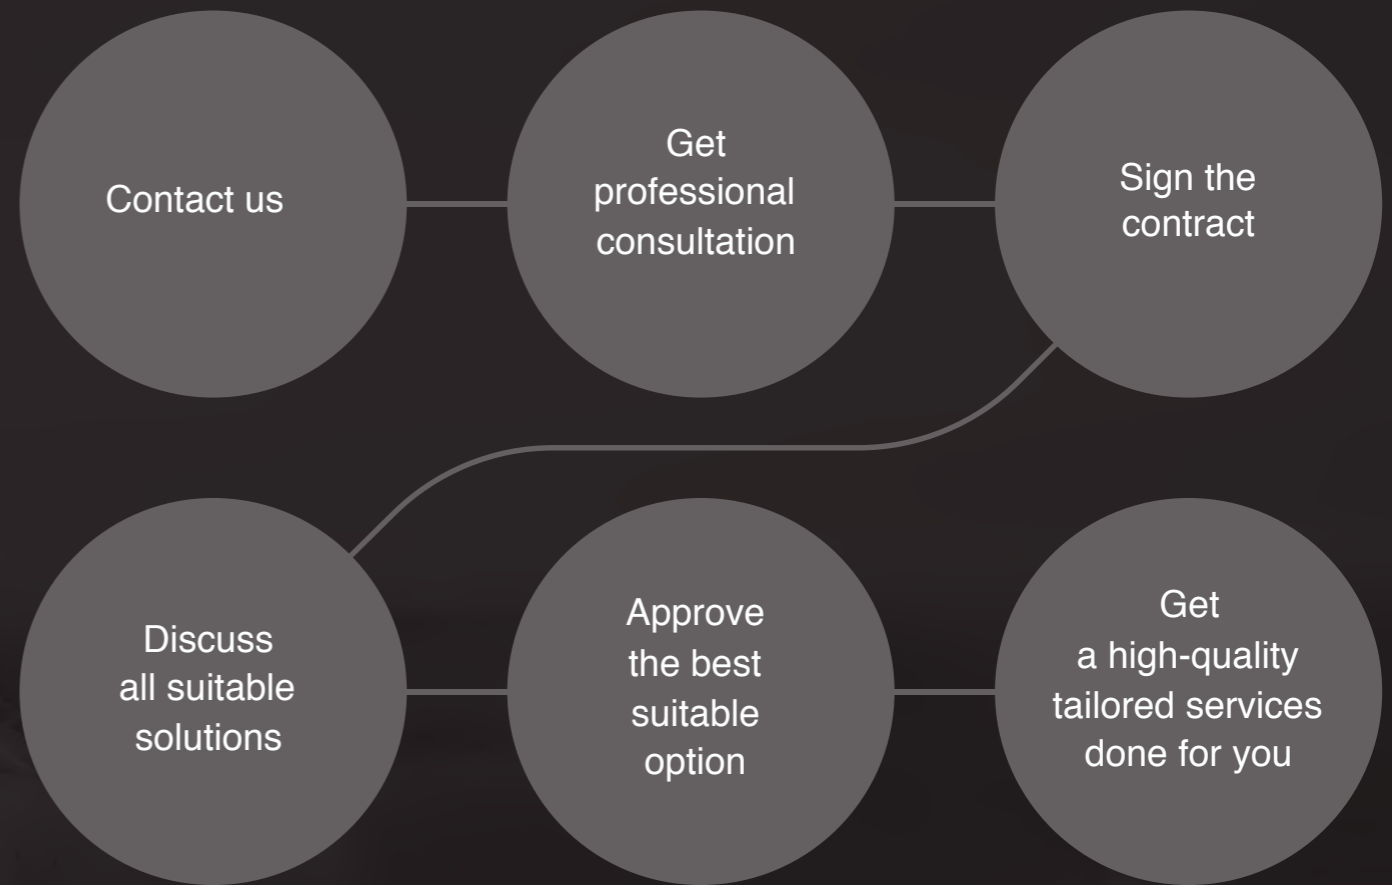 Contact us
Get
professional
consultation
Sign the
contract
Discuss
all suitable
solutions
Approve
the best
suitable
option
Get
a high-quality
tailored services
done for you